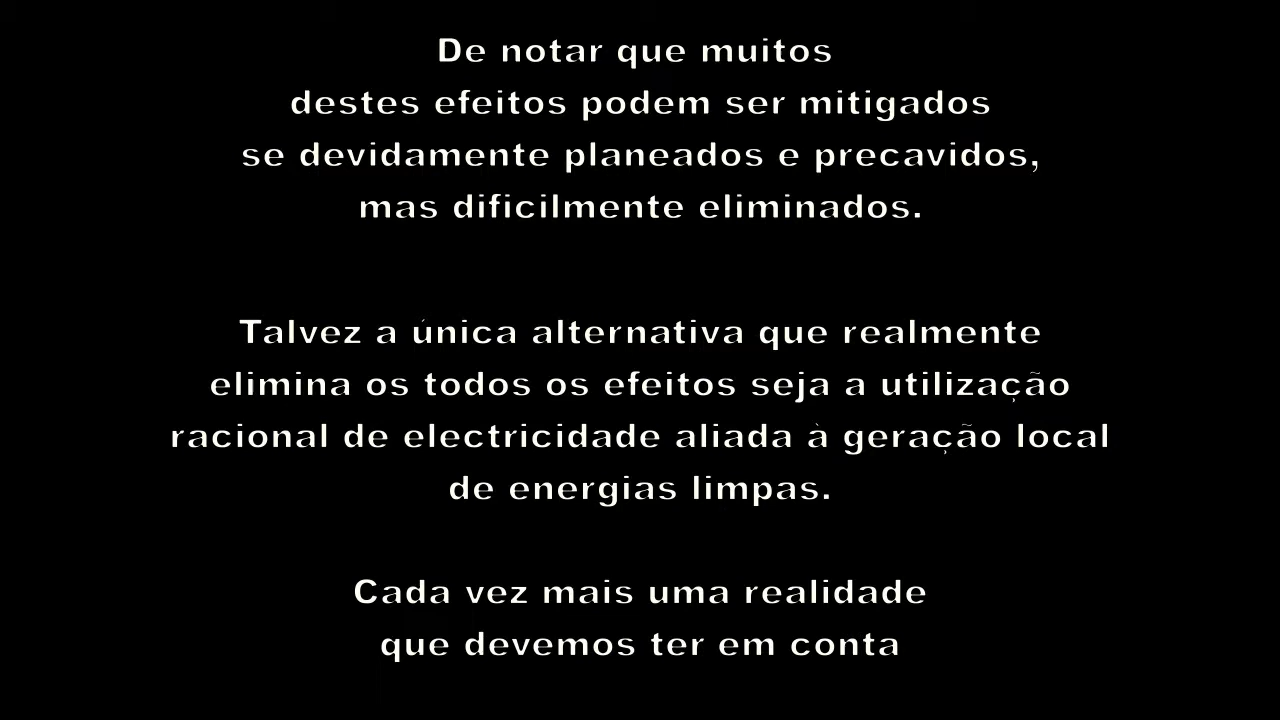 De notar que muitos
destes efeitos podem ser mitigados
se devidamente planeados e precavidos,
mas dificilmente eliminados.
Talvez a única alternativa que realmente
elimina os todos os efeitos seja a utilização
racional de electricidade aliada à geração local
de energias limpas.
Cada vez mais uma realidade
que devemos ter em conta